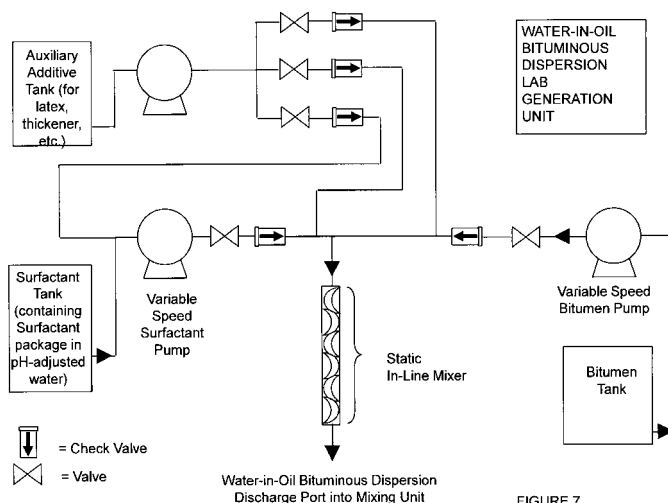 Auxiliary
Additive
Tank (for
latex,
thickener,
etc.)
WATER-IN-OIL
BITUMINOUS
DISPERSION
LAB
GENERATION
UNIT
Surfactant
Tank
(containing
Surfactant
package in
pH-adjusted
water)
Variable
Speed
Surfactant
Pump
Variable Speed
Bitumen Pump
Static
In-Line Mixer
Bitumen
Tank
= Check Valve
= Valve
Water-in-Oil Bituminous Dispersion
Discharge Port into Mixing Unit
FIGURE 7